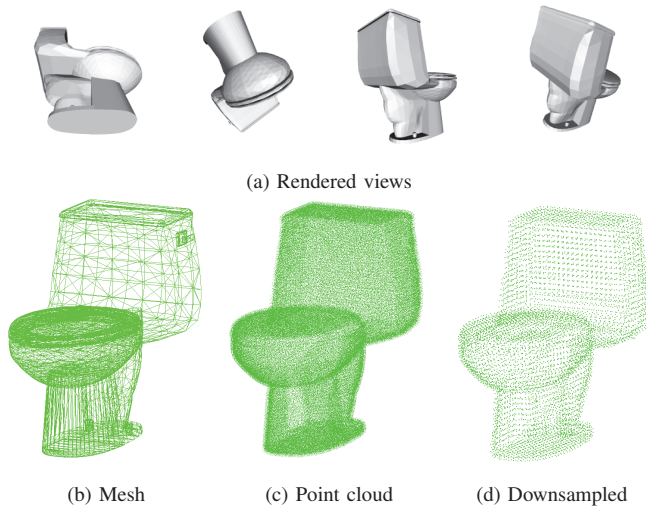 (a) Rendered views
(b) Mesh
(c) Point cloud
(d) Downsampled